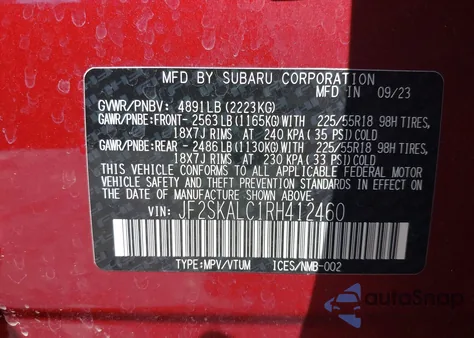 MFD BY SUBARU CORPORATION
MFD IN 09/23
GVWR/PNBV: 4891LB (2223KG)
GAWR/PNBE:FRONT- 2563LB (1165KG)WITH 225/55R18 98H TIRES,
18X7J RIMS AT 240 KPA (35 PSI)COLD
GAWR/PNBE:REAR - 2486LB (1130KG)WITH 225/55R18 98H TIRES,
18X7J RIMS AT 230 KPA (33 PSI)COLD
THIS VEHICLE CONFORMS TO ALL APPLICABLE FEDERAL MOTOR
VEHICLE SAFETY AND THEFT PREVENTION STANDARDS IN EFFECT ON
THE DATE OF MANUFACTURE SHOWN ABOVE
VIN: JF2SKALC1RH412460
TYPE:MPV/VTUM ICES/NMB-002
AutoSnap